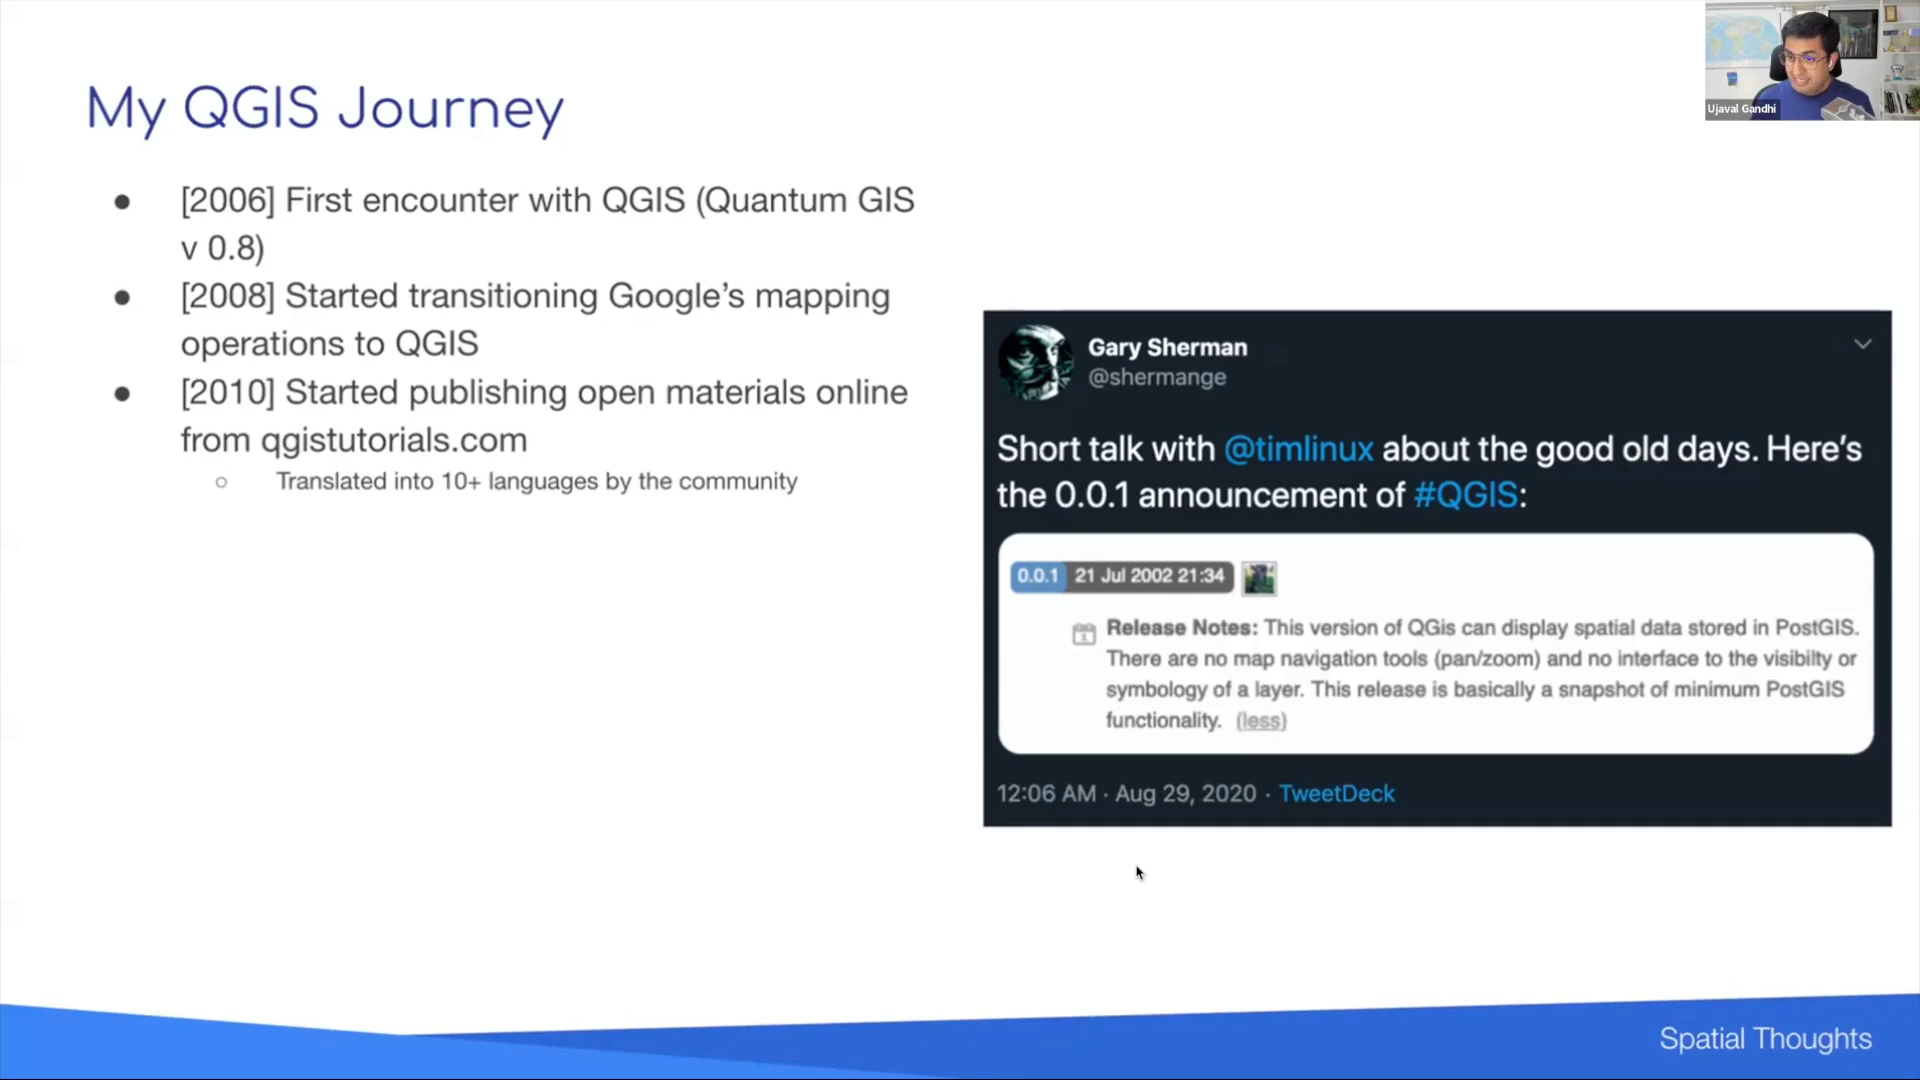 My QGIS Journey
● [2006] First encounter with QGIS (Quantum GIS
v 0.8)
● [2008] Started transitioning Google’s mapping
operations to QGIS
● [2010] Started publishing open materials online
from qgistutorials.com
○ Translated into 10+ languages by the community
Ujaval Gandhi
Gary Sherman
@shermange
Short talk with @timlinux about the good old days. Here’s
the 0.0.1 announcement of #QGIS:
0.0.1 21 Jul 2002 21:34
Release Notes: This version of QGis can display spatial data stored in PostGIS.
There are no map navigation tools (pan/zoom) and no interface to the visibilty or
symbology of a layer. This release is basically a snapshot of minimum PostGIS
functionality. (less)
12:06 AM · Aug 29, 2020 · TweetDeck
Spatial Thoughts